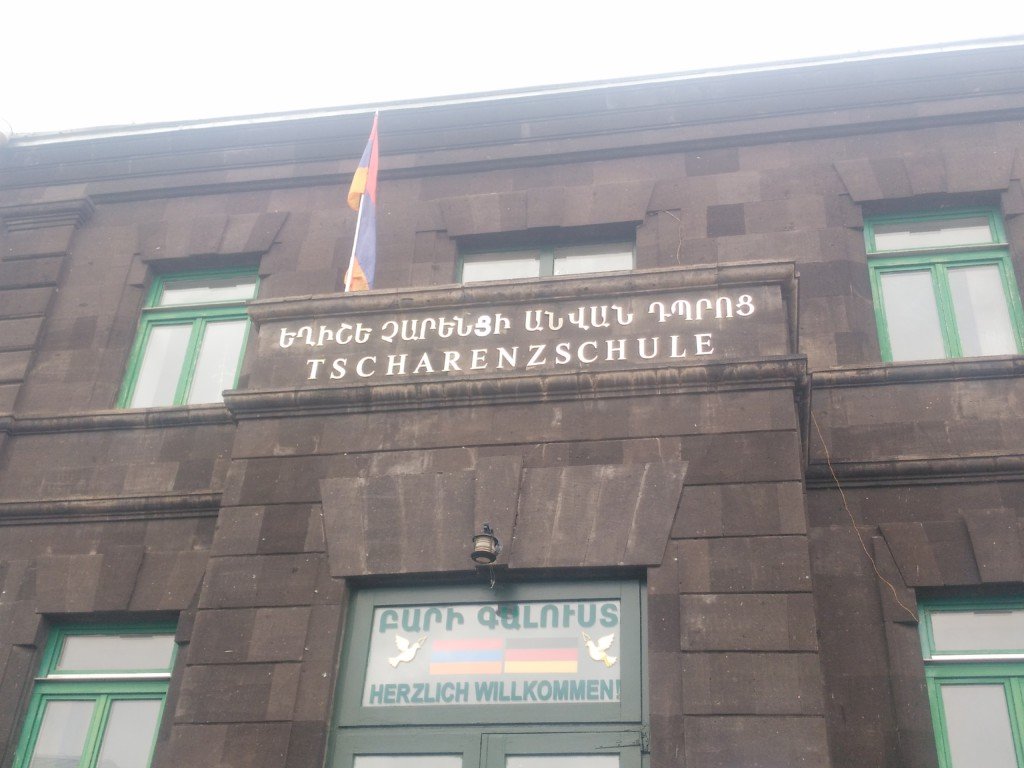 ԵՂԻՇԵ ՉԱՐԵՆՑԻ ԱՆՎԱՆ ԴՊՐՈՑ
TSCHARENZSCHULE
ԲԱՐԻ ԳԱԼՈՒՍՏ
HERZLICH WILLKOMMEN!